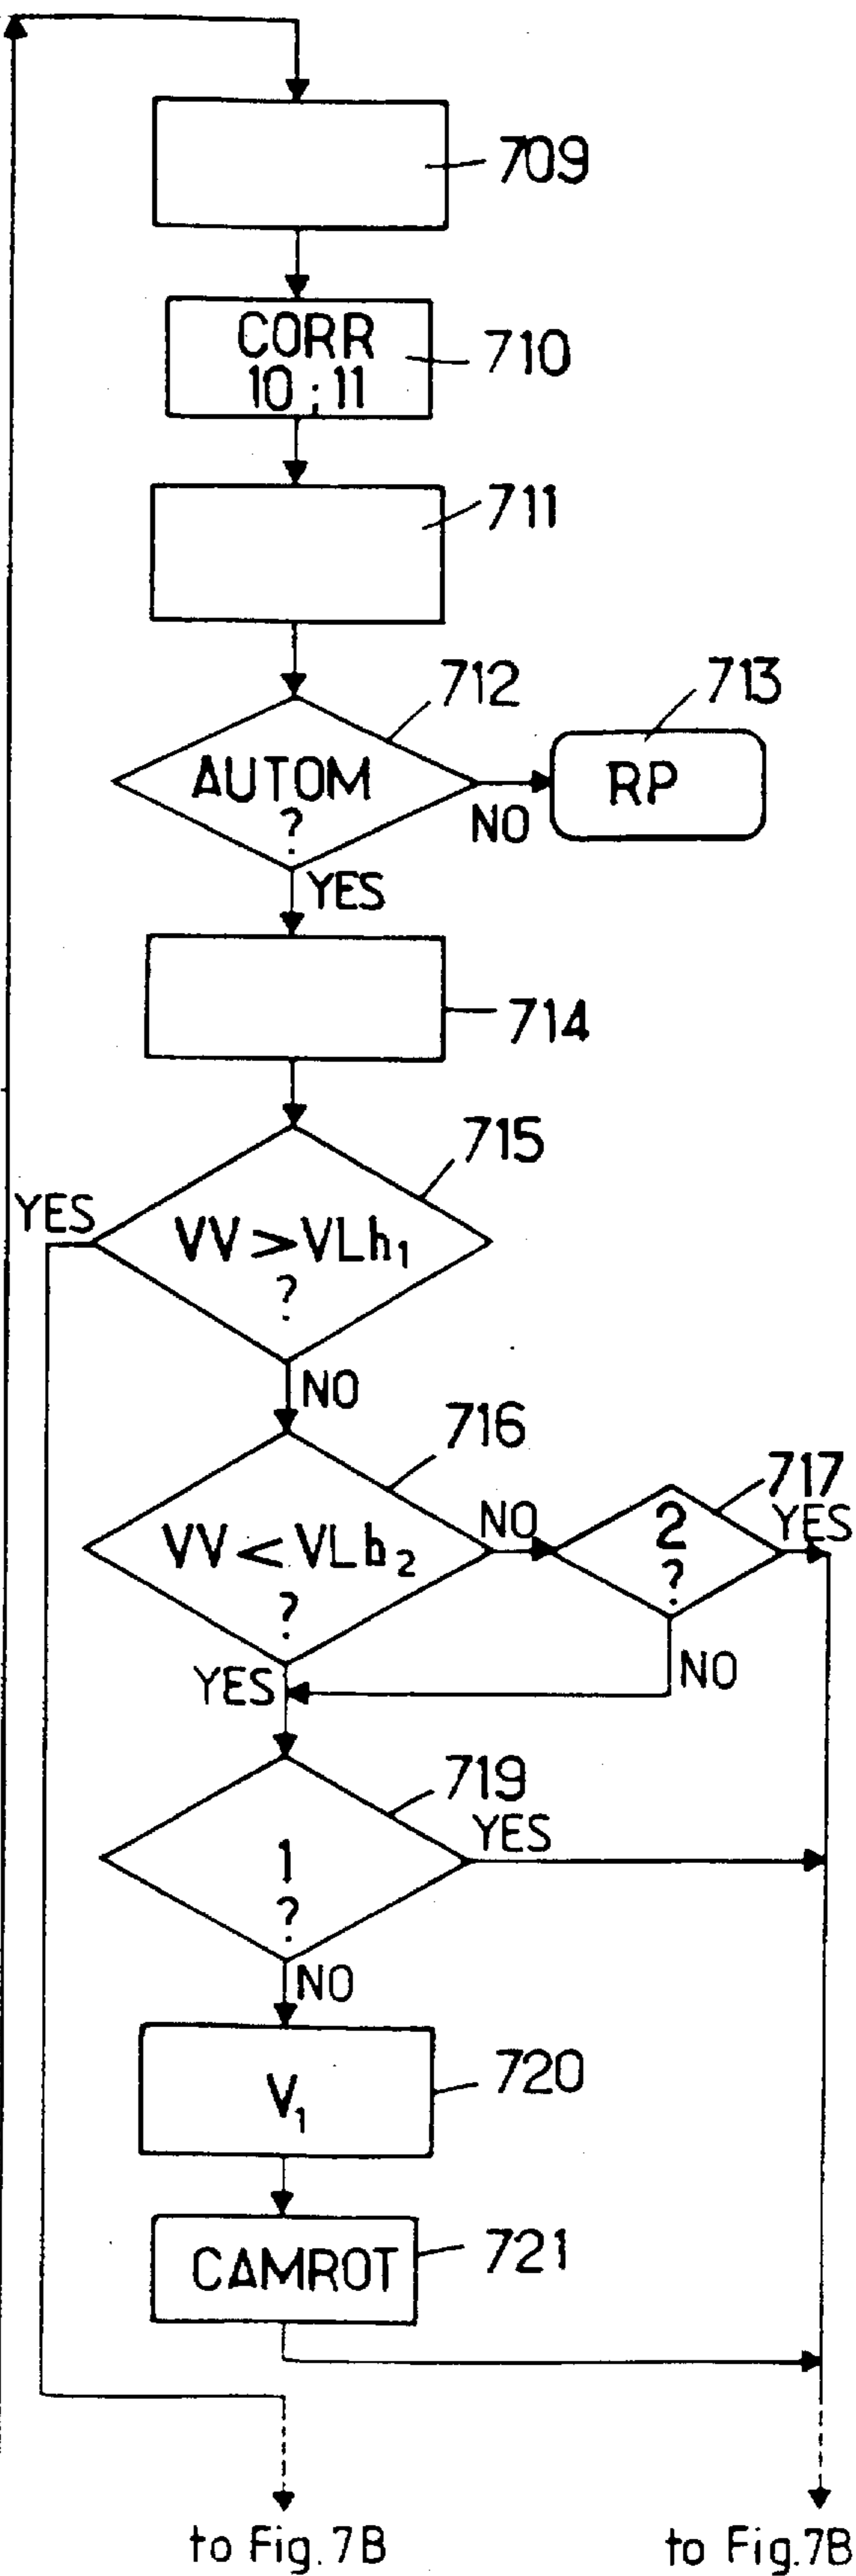 709
CORR
10 ; 11
710
711
712
713
AUTOM
?
RP
NO
YES
714
715
YES
VV > VLh₁
?
NO
716
717
VV < VLh₂
?
NO
2
?
YES
YES
NO
719
YES
1
?
NO
720
V₁
721
CAMROT
to Fig. 7B
to Fig. 7B